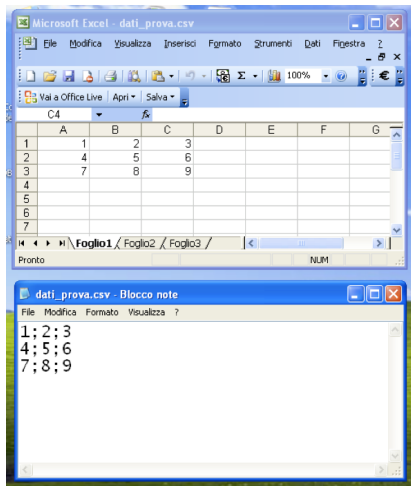 Microsoft Excel - dati_prova.csv
File Modifica Visualizza Inserisci Formato Strumenti Dati Finestra ?
Σ 100% €
Vai a Office Live Apri Salva
C4 fx
A B C D E F G
1 1 2 3
2 4 5 6
3 7 8 9
4
5
6
7
Foglio1 Foglio2 Foglio3
Pronto NUM
dati_prova.csv - Blocco note
File Modifica Formato Visualizza ?
1;2;3
4;5;6
7;8;9